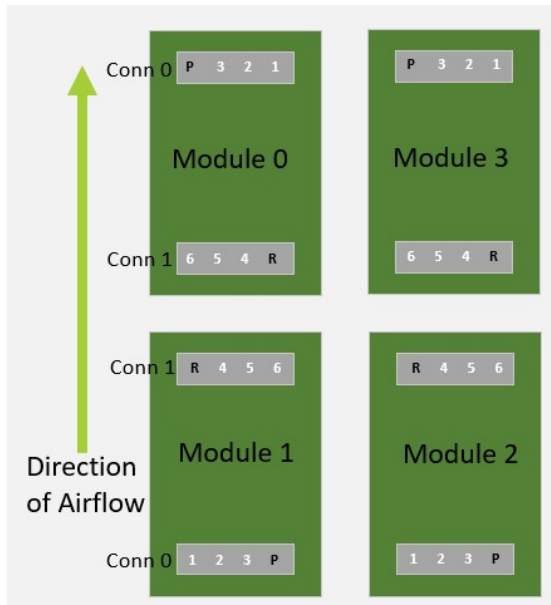 Conn 0 P 3 2 1 P 3 2 1
Module 0 Module 3
Conn 1 6 5 4 R 6 5 4 R
Conn 1 R 4 5 6 R 4 5 6
Module 1 Module 2
Direction
of Airflow
Conn 0 1 2 3 P 1 2 3 P